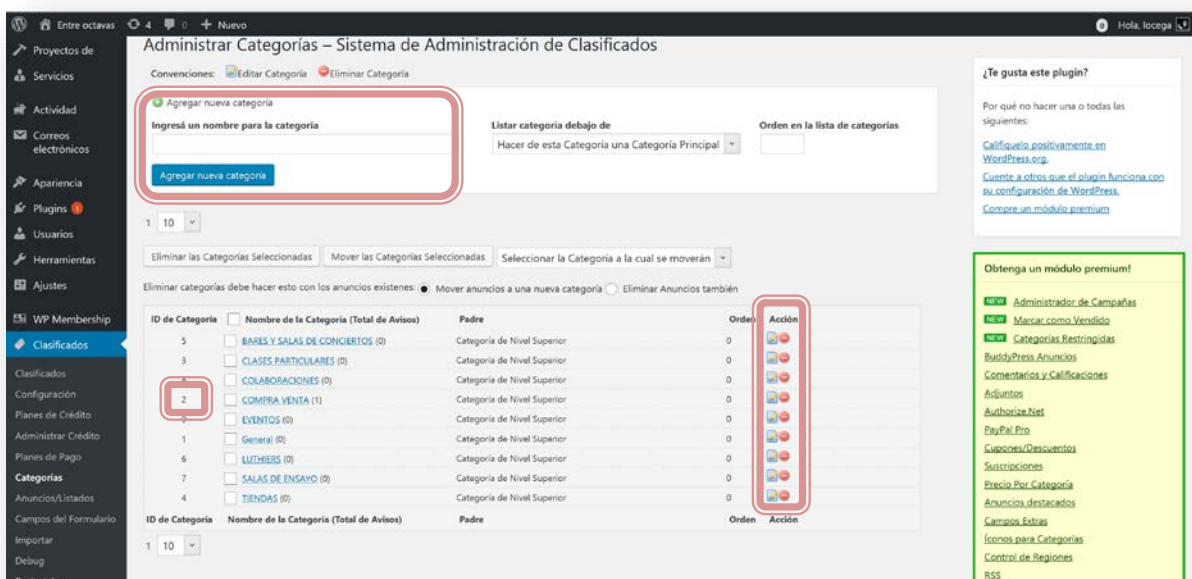 Entre octavas 4 0 + Nuevo 0 Hola, locega
Proyectos de
Servicios
Actividad
Correos
electrónicos
Apariencia
Plugins 1
Usuarios
Herramientas
Ajustes
WP Membership
Clasificados
Clasificados
Configuración
Planes de Crédito
Administrar Crédito
Planes de Pago
Categorías
Anuncios/Listados
Campos del Formulario
Importar
Debug
Administrar Categorías – Sistema de Administración de Clasificados
Convenciones: Editar Categoría Eliminar Categoría
Agregar nueva categoría
Ingresá un nombre para la categoría Listar categoria debajo de Orden en la lista de categorías
Hacer de esta Categoría una Categoría Principal
Agregar nueva categoría
1 10
Eliminar las Categorías Seleccionadas Mover las Categorías Seleccionadas Seleccionar la Categoría a la cual se moverán
Eliminar categorías debe hacer esto con los anuncios existenes: Mover anuncios a una nueva categoría Eliminar Anuncios también
ID de Categoría Nombre de la Categoría (Total de Avisos) Padre Orden Acción
5 BARES Y SALAS DE CONCIERTOS (0) Categoría de Nivel Superior 0
3 CLASES PARTICULARES (0) Categoría de Nivel Superior 0
COLABORACIONES (0) Categoría de Nivel Superior 0
2 COMPRA VENTA (1) Categoría de Nivel Superior 0
EVENTOS (0) Categoría de Nivel Superior 0
1 General (0) Categoría de Nivel Superior 0
6 LUTHIERS (0) Categoría de Nivel Superior 0
7 SALAS DE ENSAYO (0) Categoría de Nivel Superior 0
4 TIENDAS (0) Categoría de Nivel Superior 0
ID de Categoría Nombre de la Categoría (Total de Avisos) Padre Orden Acción
1 10
¿Te gusta este plugin?
Por qué no hacer una o todas las
siguientes:
Califiquelo positivamente en
WordPress.org.
Cuente a otros que el plugin funciona con
su configuración de WordPress.
Compre un módulo premium
Obtenga un módulo premium!
NEW Administrador de Campañas
NEW Marcar como Vendido
NEW Categorías Restringidas
BuddyPress Anuncios
Comentarios y Calificaciones
Adjuntos
Authorize.Net
PayPal Pro
Cupones/Descuentos
Suscripciones
Precio Por Categoría
Anuncios destacados
Campos Extras
Íconos para Categorías
Control de Regiones
RSS